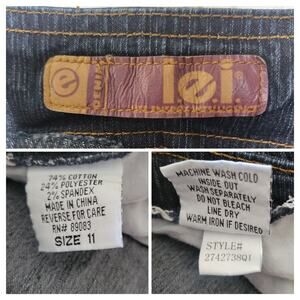 e
lei
74% COTTON
24% POLYESTER
2% SPANDEX
MADE IN CHINA
REVERSE FOR CARE
RN# 89083
SIZE 11
MACHINE WASH COLD
INSIDE OUT
WASH SEPARATELY
DO NOT BLEACH
LINE DRY
WARM IRON IF DESIRED
STYLE#
27427380J